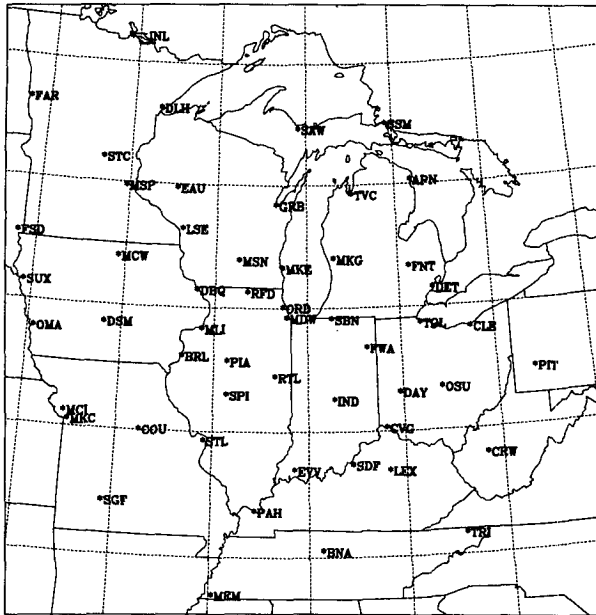 INL
FAR
DLH
SAW
SSM
STC
MSP
EAU
TVC
APN
GRB
FSD
LSE
MCW
MSN
MKE
MKG
FNT
SUX
DBQ
RFD
DET
ORD
OMA
DSM
MLI
MDW
SBN
TOL
CLE
BRL
PIA
FWA
PIT
RTL
SPI
IND
DAY
OSU
MCI
MKC
COU
STL
CVG
EVV
SDF
LEX
CRW
SGF
PAH
TRI
BNA
MEM